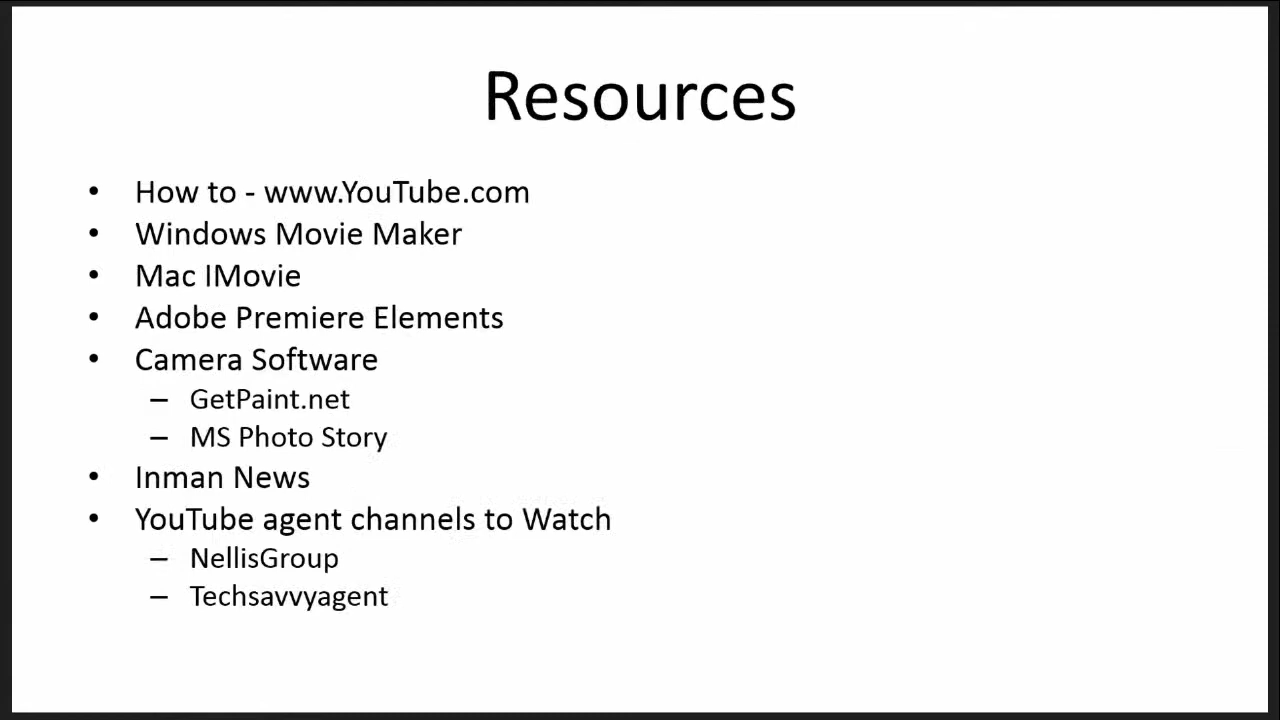 Resources
• How to - www.YouTube.com
• Windows Movie Maker
• Mac IMovie
• Adobe Premiere Elements
• Camera Software
– GetPaint.net
– MS Photo Story
• Inman News
• YouTube agent channels to Watch
– NellisGroup
– Techsavvyagent